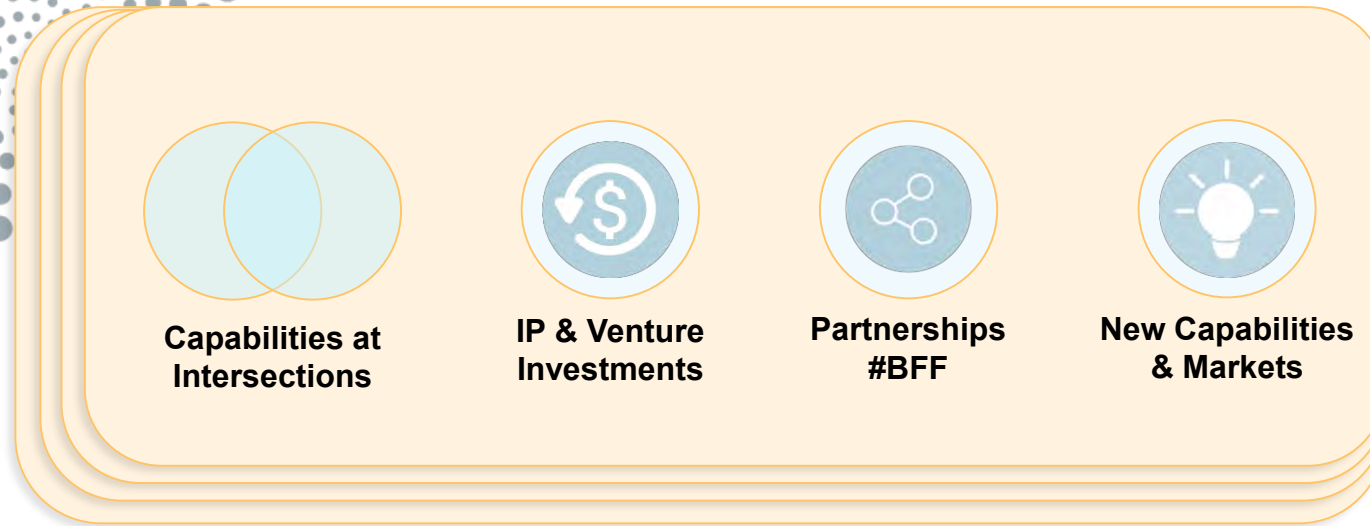 Capabilities at
Intersections
IP & Venture
Investments
Partnerships
#BFF
New Capabilities
& Markets
$